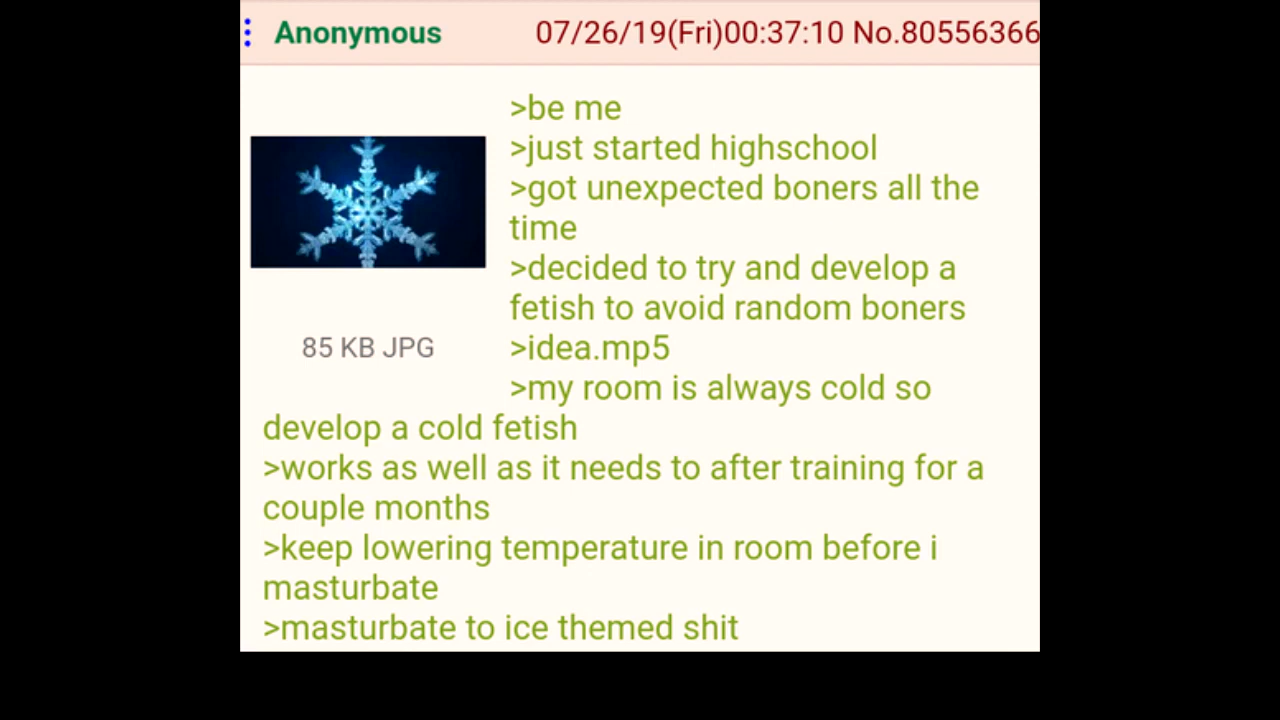 Anonymous 07/26/19(Fri)00:37:10 No.80556366
>be me
>just started highschool
>got unexpected boners all the
time
>decided to try and develop a
fetish to avoid random boners
>idea.mp5
>my room is always cold so
develop a cold fetish
>works as well as it needs to after training for a
couple months
>keep lowering temperature in room before i
masturbate
>masturbate to ice themed shit
85 KB JPG